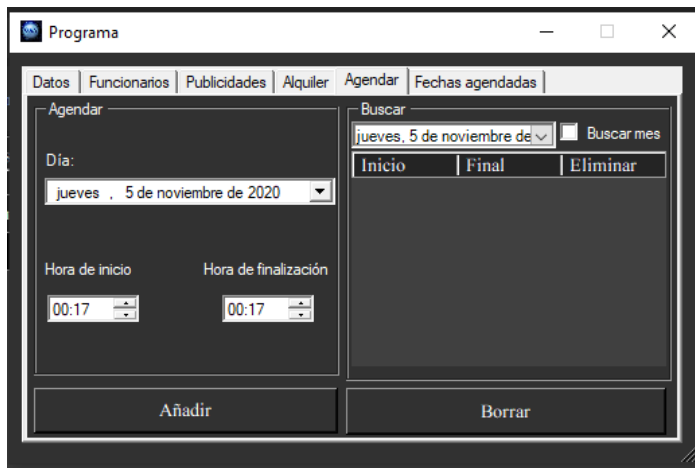 Programa
Datos Funcionarios Publicidades Alquiler Agendar Fechas agendadas
Agendar
Día:
jueves , 5 de noviembre de 2020
Hora de inicio Hora de finalización
00:17 00:17
Añadir
Buscar
jueves, 5 de noviembre de Buscar mes
Inicio Final Eliminar
Borrar